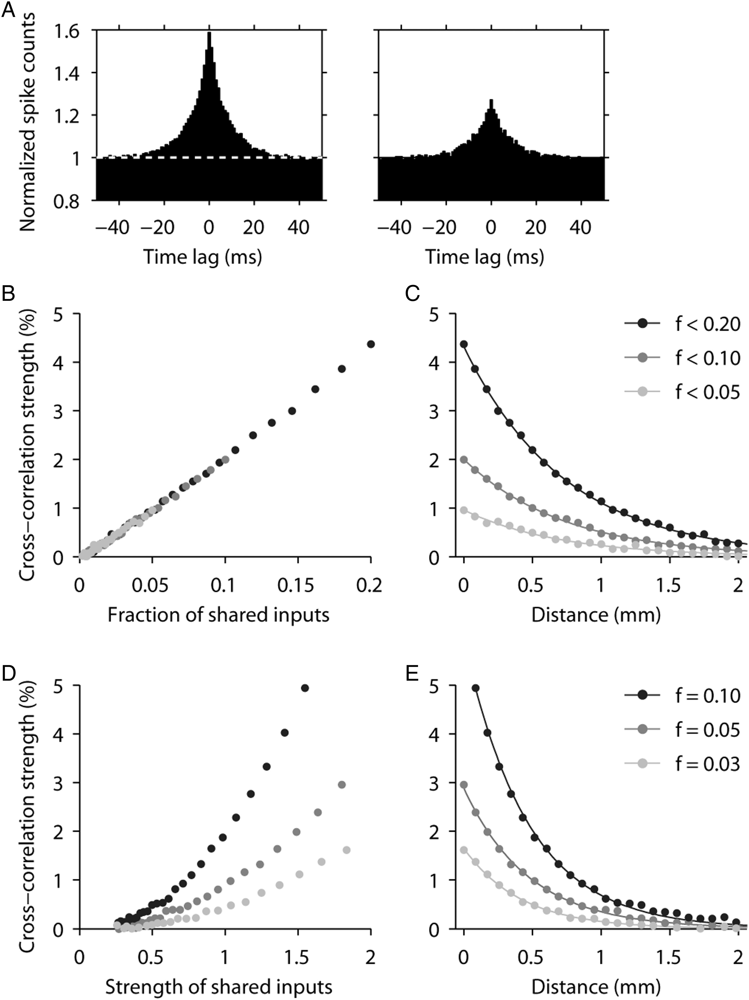 A
Normalized spike counts
1.6
1.4
1.2
1
0.8
−40 −20 0 20 40
Time lag (ms)
−40 −20 0 20 40
Time lag (ms)
B
Cross−correlation strength (%)
5
4
3
2
1
0
0 0.05 0.1 0.15 0.2
Fraction of shared inputs
C
5
4
3
2
1
0
f < 0.20
f < 0.10
f < 0.05
0 0.5 1 1.5 2
Distance (mm)
D
Cross−correlation strength (%)
5
4
3
2
1
0
0 0.5 1 1.5 2
Strength of shared inputs
E
5
4
3
2
1
0
f = 0.10
f = 0.05
f = 0.03
0 0.5 1 1.5 2
Distance (mm)